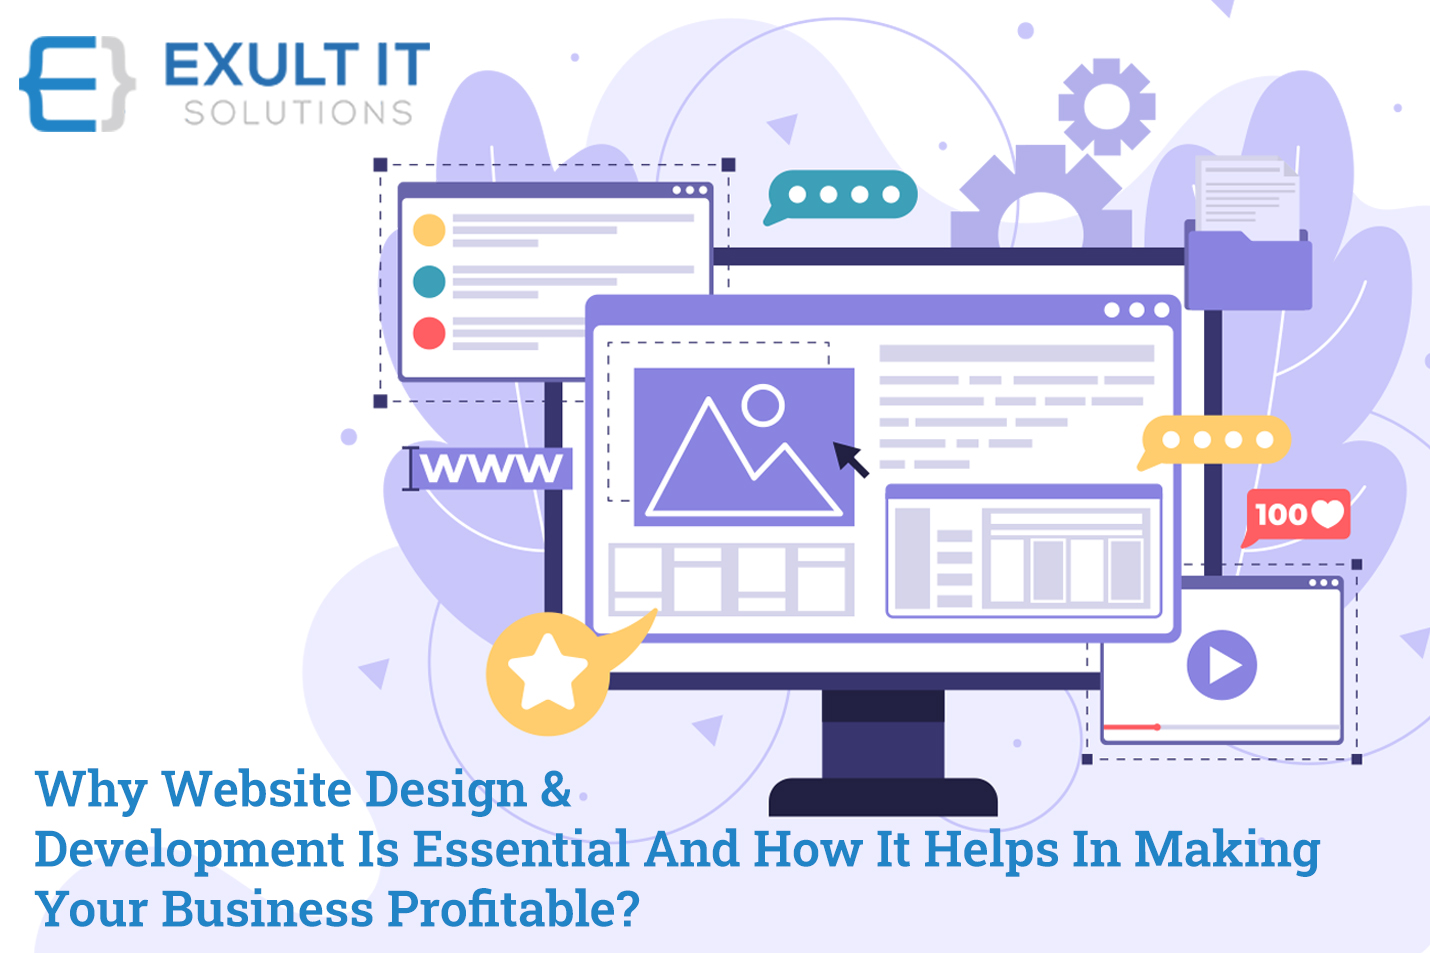 EXULT IT
SOLUTIONS
WWW
100
Why Website Design &
Development Is Essential And How It Helps In Making
Your Business Profitable?